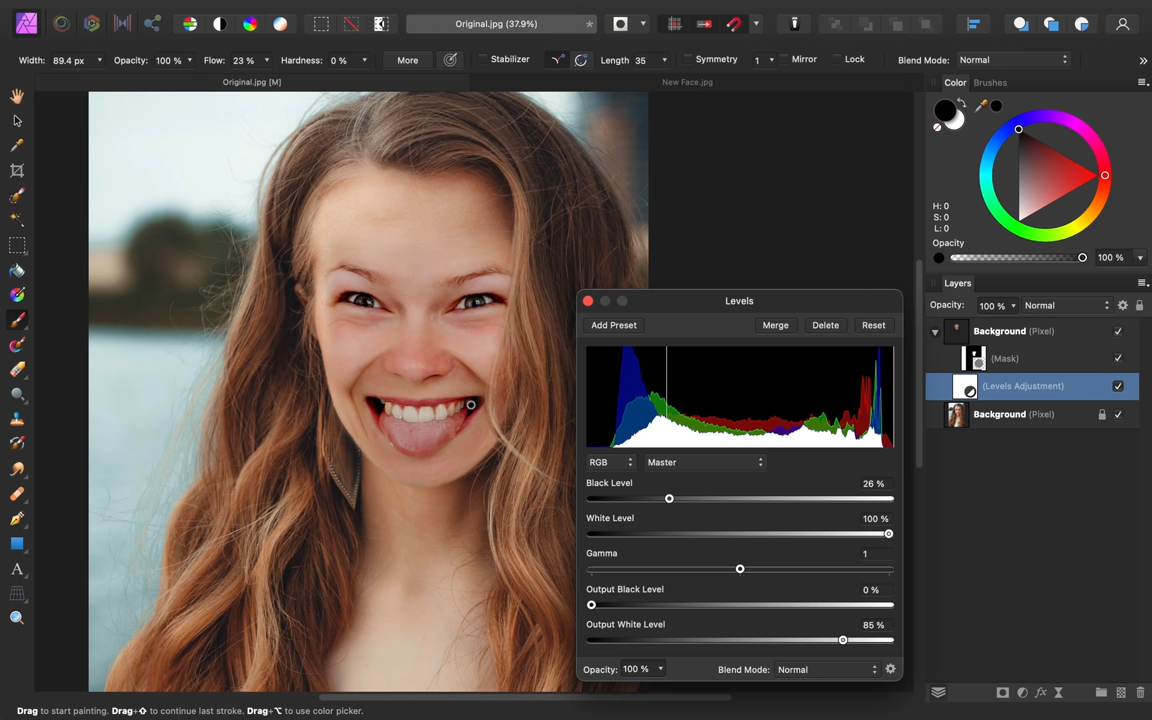 Original.jpg (37.9%)
*
Width: 89.4 px Opacity: 100 % Flow: 23 % Hardness: 0 % More Stabilizer Length 35 Symmetry 1 Mirror Lock Blend Mode: Normal
Original.jpg [M] New Face.jpg
Color Brushes
H: 0
S: 0
L: 0
Opacity
100 %
Layers
Opacity: 100 % Normal
Background (Pixel)
(Mask)
(Levels Adjustment)
Background (Pixel)
Levels
Add Preset Merge Delete Reset
RGB Master
Black Level 26 %
White Level 100 %
Gamma 1
Output Black Level 0 %
Output White Level 85 %
Opacity: 100 % Blend Mode: Normal
Drag to start painting. Drag+⇧ to continue last stroke. Drag+⌥ to use color picker.